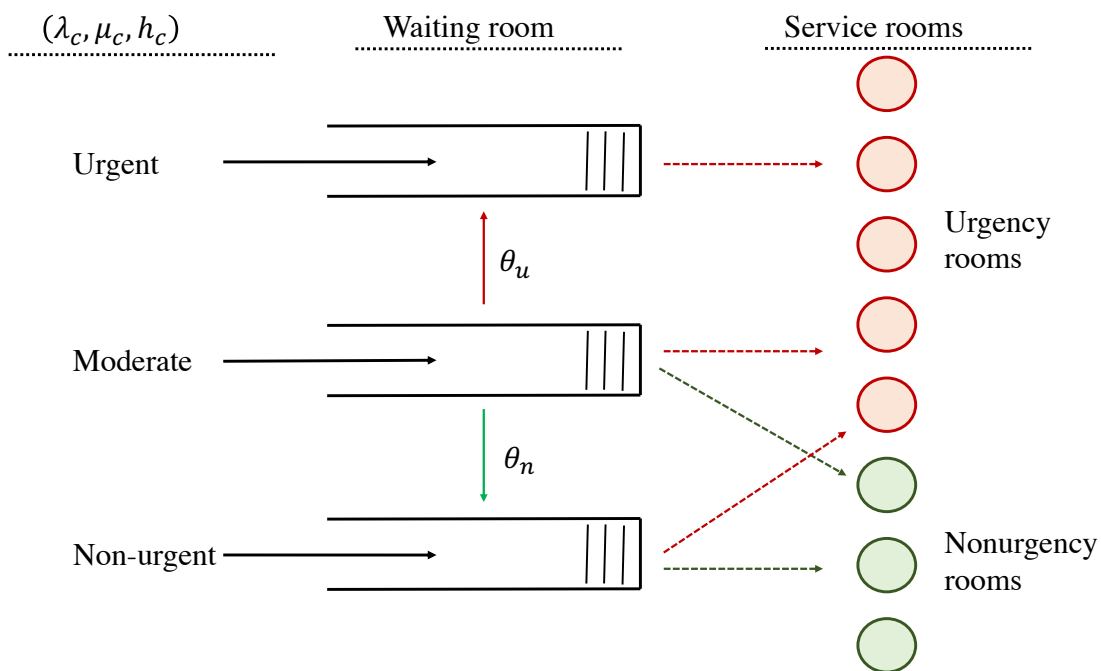 (λ_c, μ_c, h_c)
Waiting room
Service rooms
Urgent
Urgency
rooms
θ_u
Moderate
θ_n
Non-urgent
Nonurgency
rooms